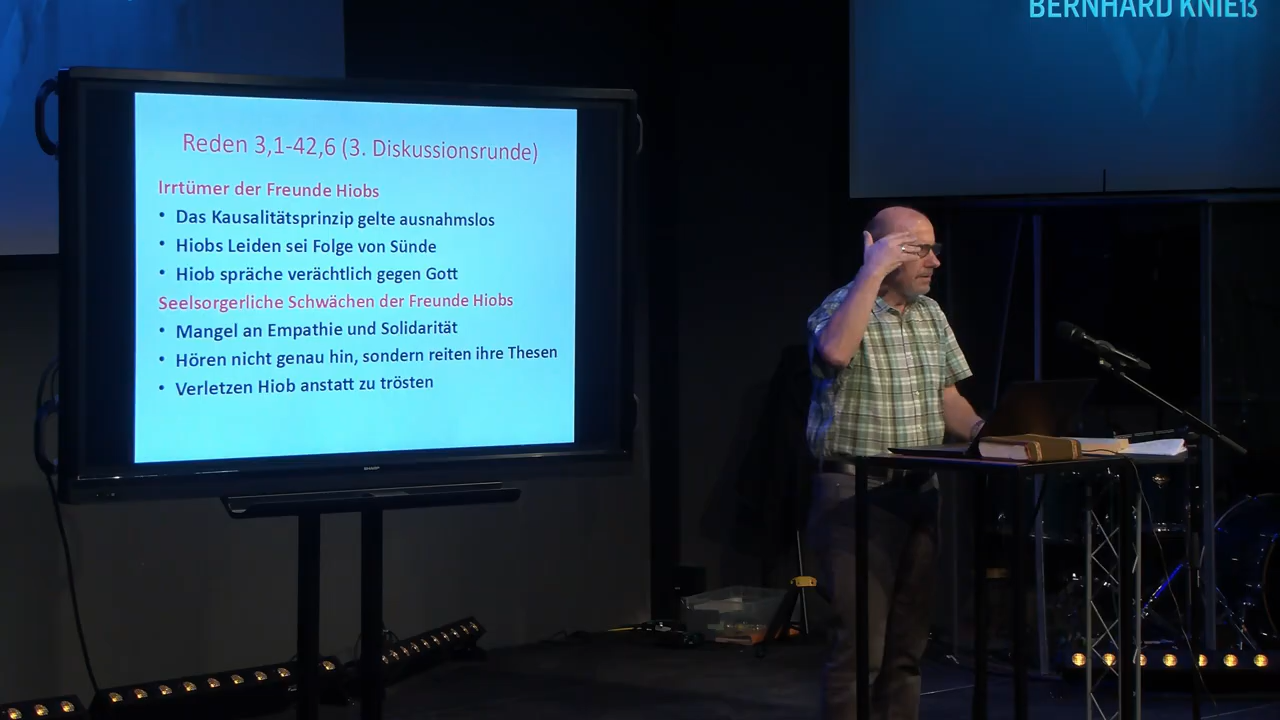 BERNHARD KNIEß
Reden 3,1-42,6 (3. Diskussionsrunde)
Irrtümer der Freunde Hiobs
• Das Kausalitätsprinzip gelte ausnahmslos
• Hiobs Leiden sei Folge von Sünde
• Hiob spräche verächtlich gegen Gott
Seelsorgerliche Schwächen der Freunde Hiobs
• Mangel an Empathie und Solidarität
• Hören nicht genau hin, sondern reiten ihre Thesen
• Verletzen Hiob anstatt zu trösten
SHARP